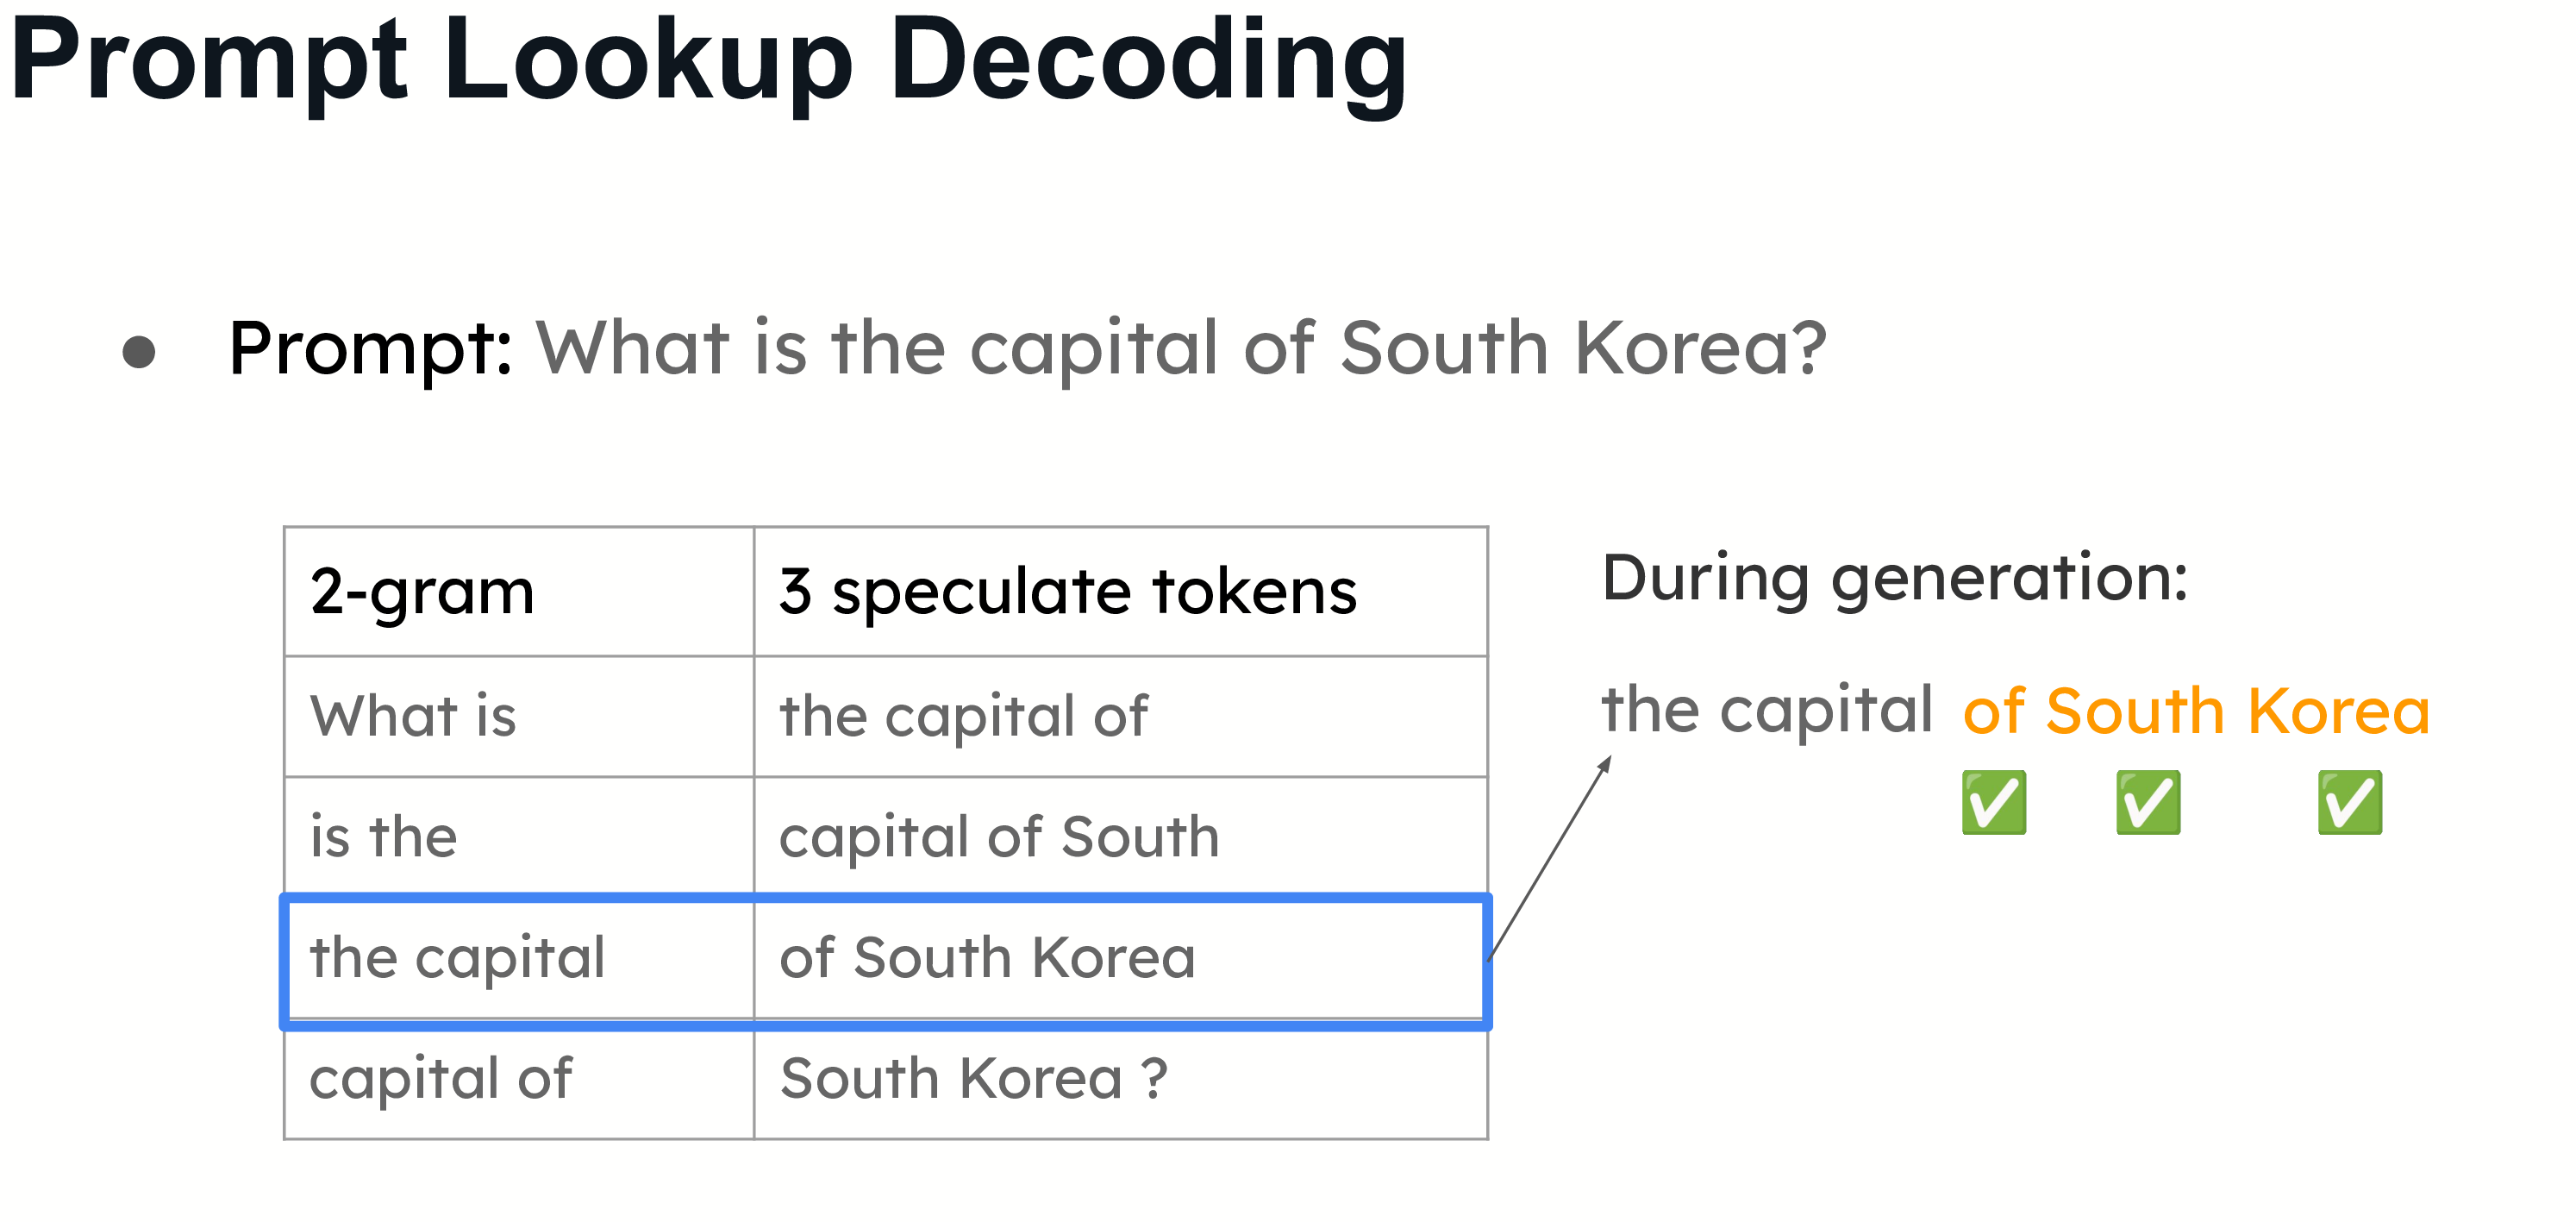 Prompt Lookup Decoding
● Prompt: What is the capital of South Korea?
2-gram 3 speculate tokens
What is the capital of
is the capital of South
the capital of South Korea
capital of South Korea ?
During generation:
the capital of South Korea
✅ ✅ ✅